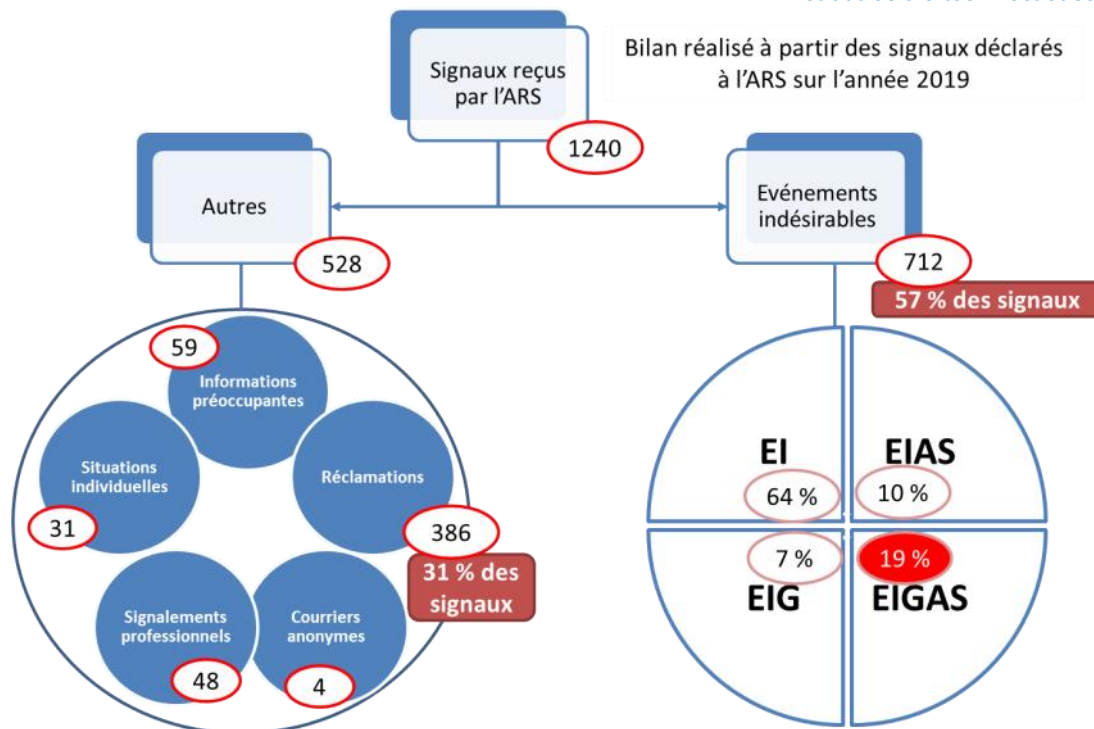 Signaux reçus
par l'ARS
1240
Bilan réalisé à partir des signaux déclarés
à l'ARS sur l'année 2019
Autres
528
Evénements
indésirables
712
57 % des signaux
59
Informations
préoccupantes
Situations
individuelles
31
Réclamations
386
31 % des
signaux
Signalements
professionnels
48
Courriers
anonymes
4
EI
64 %
EIAS
10 %
7 %
EIG
19 %
EIGAS